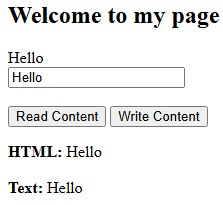 Welcome to my page
Hello
Hello
Read Content Write Content
HTML: Hello
Text: Hello